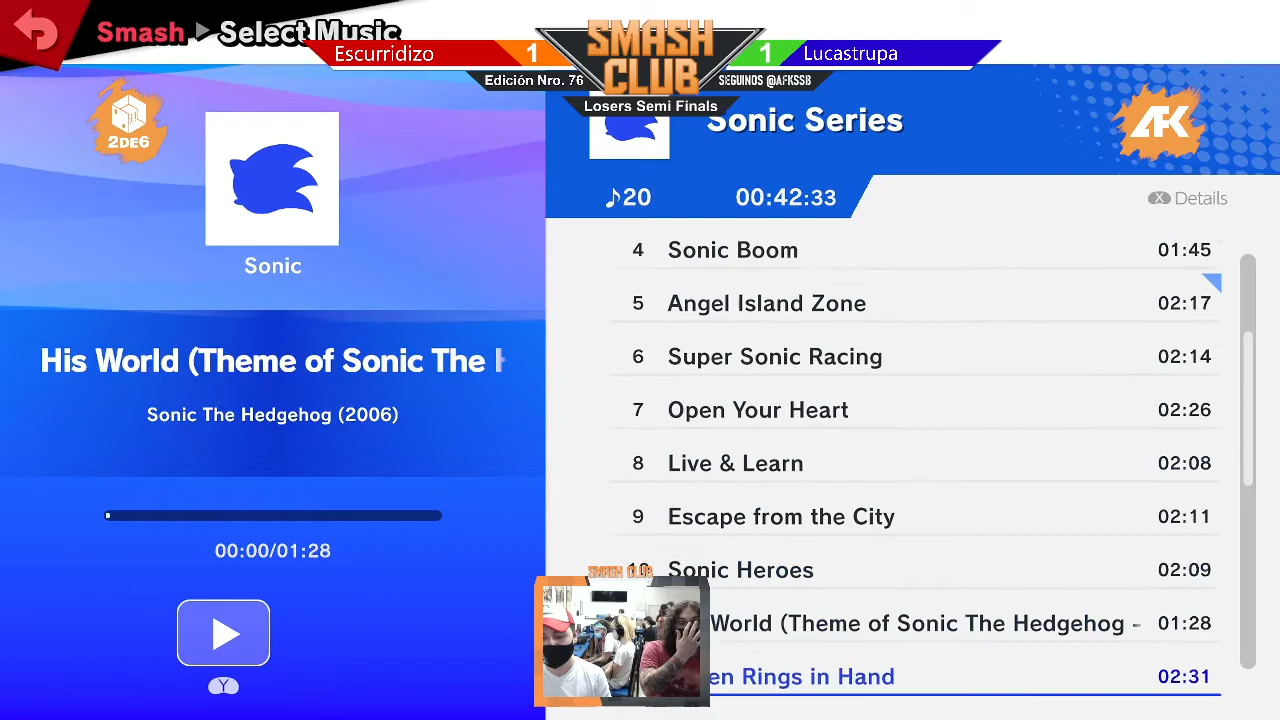 Smash ▶ Select Music
Escurridizo 1
SMASH CLUB
1 Lucastrupa
Edición Nro. 76
SEGUINOS @AFKSSB
Losers Semi Finals
2DE6
Sonic
His World (Theme of Sonic The
Sonic The Hedgehog (2006)
00:00/01:28
Y
Sonic Series
AFK
♪20 00:42:33
X Details
4 Sonic Boom 01:45
5 Angel Island Zone 02:17
6 Super Sonic Racing 02:14
7 Open Your Heart 02:26
8 Live & Learn 02:08
9 Escape from the City 02:11
10 Sonic Heroes 02:09
World (Theme of Sonic The Hedgehog - 01:28
en Rings in Hand 02:31
SMASH CLUB